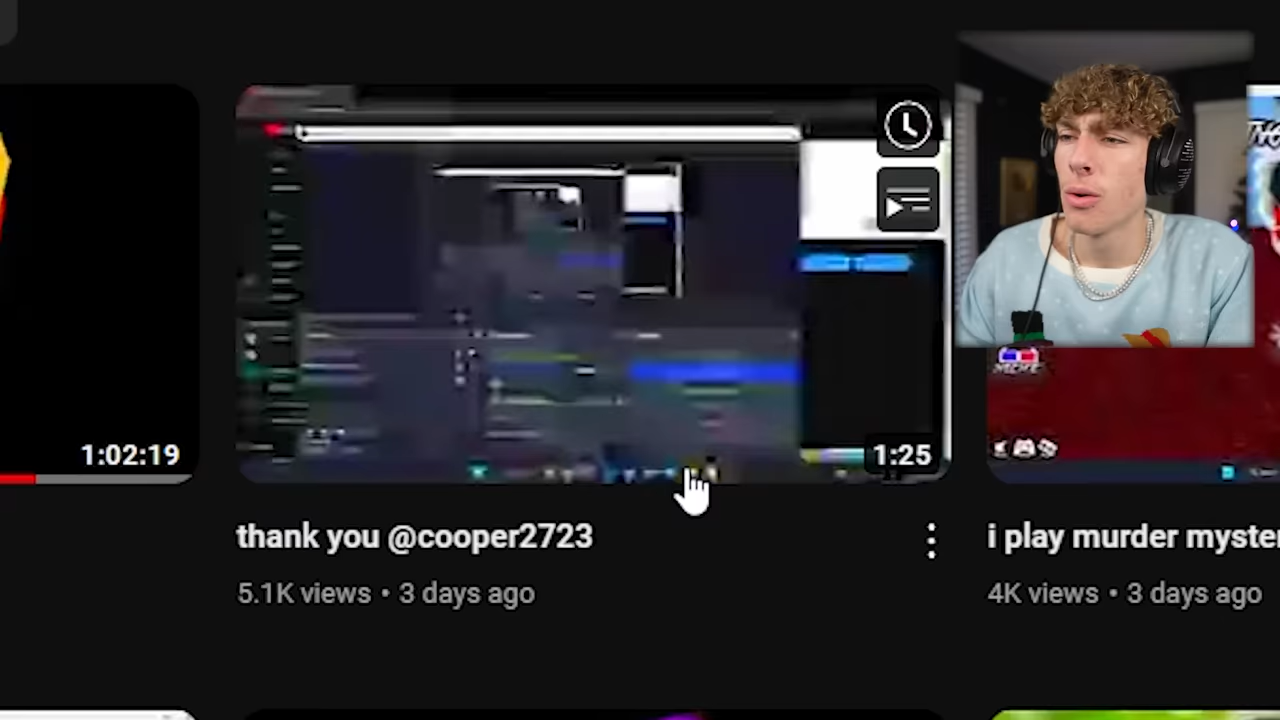 1:02:19
1:25
thank you @cooper2723
5.1K views • 3 days ago
i play murder myster
4K views • 3 days ago